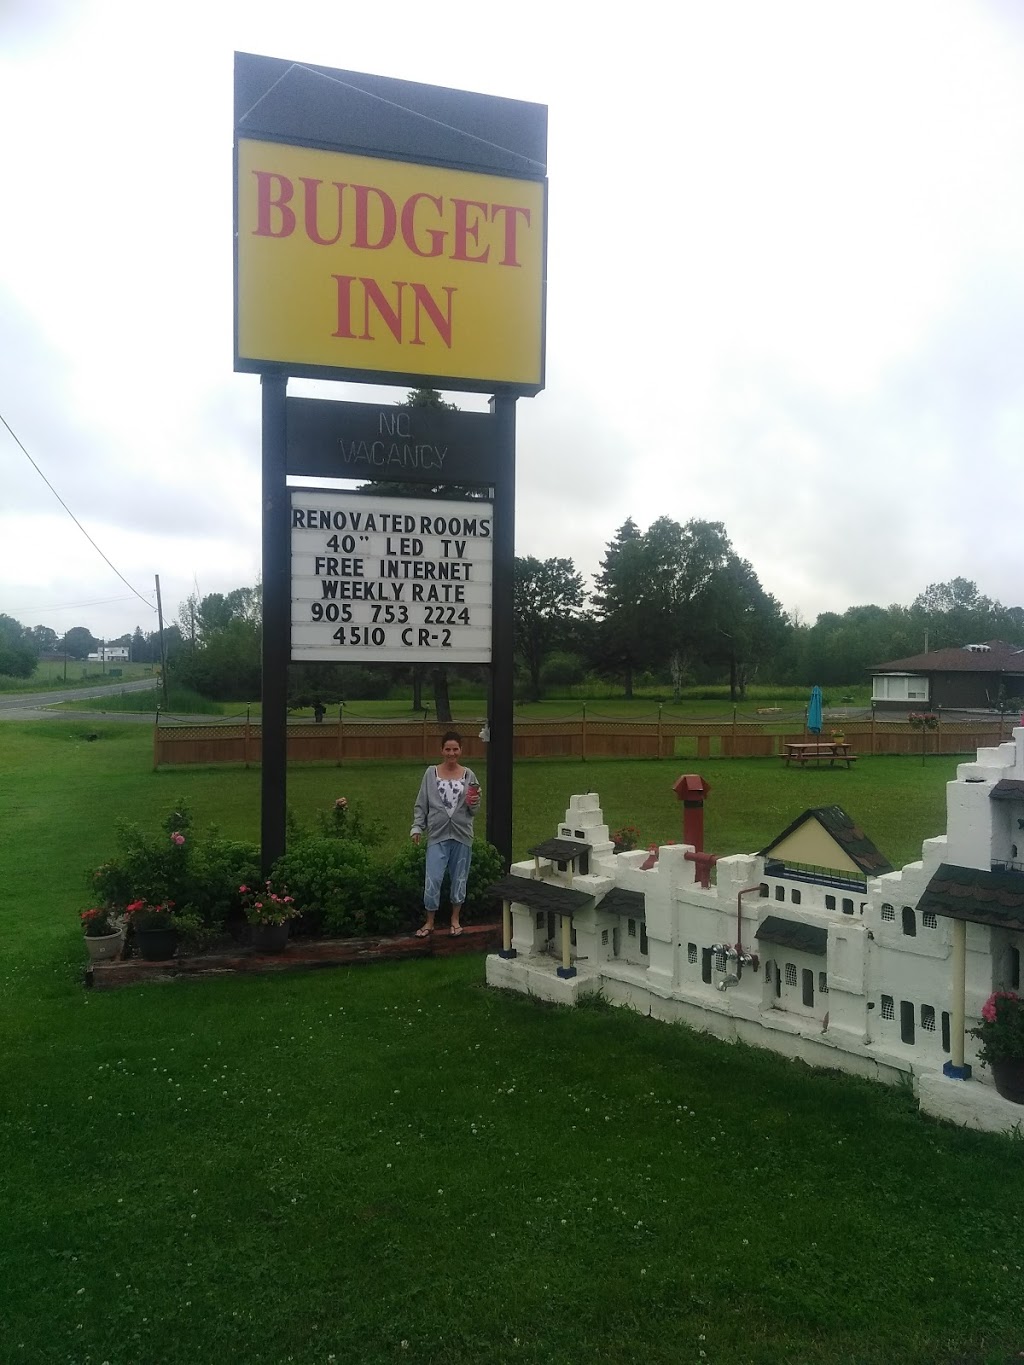 BUDGET
INN
NO
VACANCY
RENOVATED ROOMS
40" LED TV
FREE INTERNET
WEEKLY RATE
905 753 2224
4510 CR-2